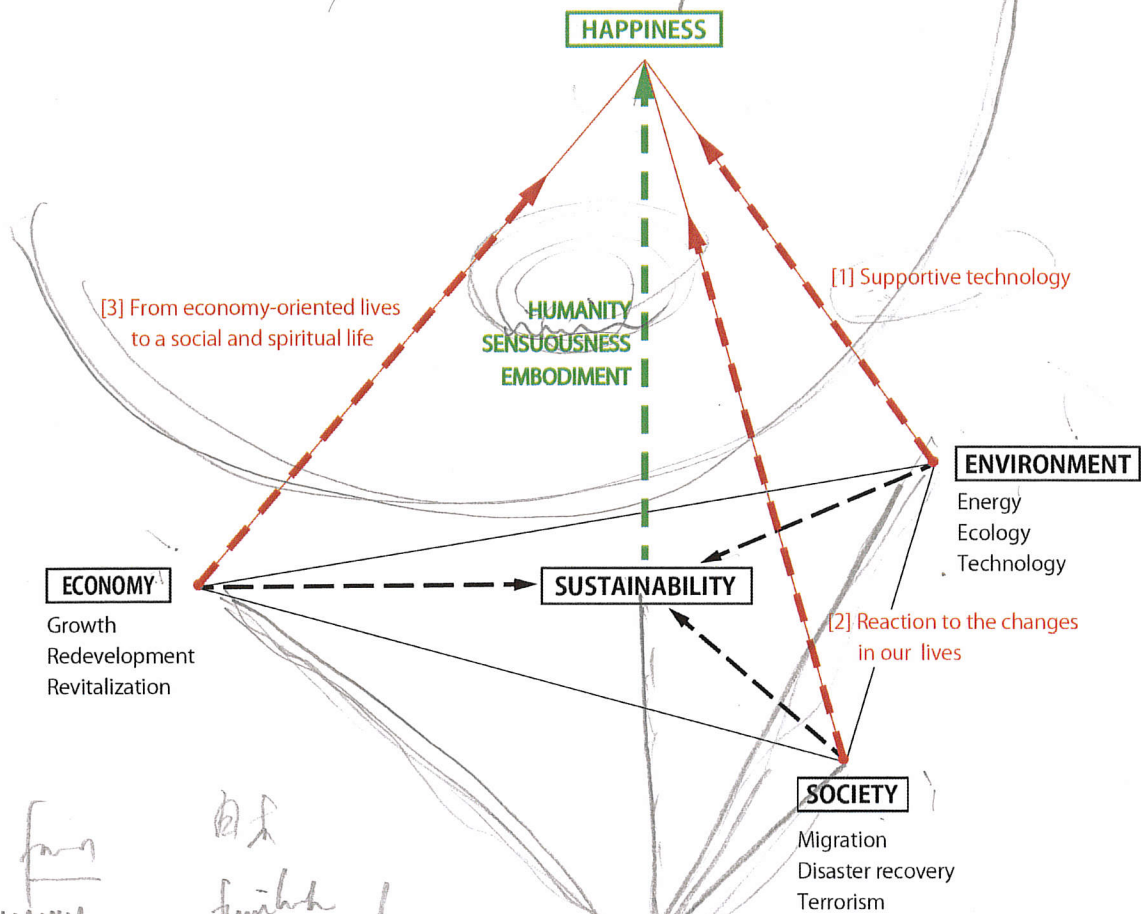 HAPPINESS
[1] Supportive technology
[3] From economy-oriented lives
to a social and spiritual life
HUMANITY
SENSUOUSNESS
EMBODIMENT
ENVIRONMENT
Energy
Ecology
Technology
ECONOMY
Growth
Redevelopment
Revitalization
SUSTAINABILITY
[2] Reaction to the changes
in our lives
SOCIETY
Migration
Disaster recovery
Terrorism